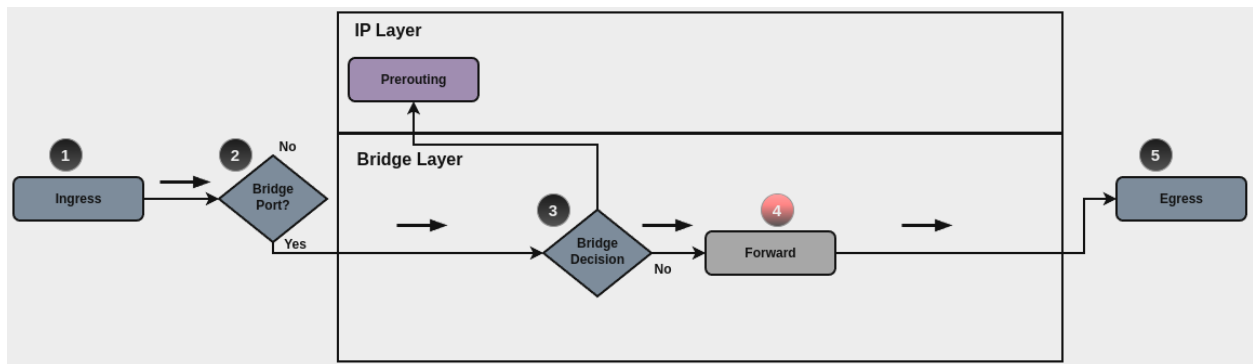 IP Layer
Prerouting
1
2
No
Bridge Layer
5
Ingress
Bridge
Port?
Egress
3
4
Yes
Bridge
Decision
Forward
No